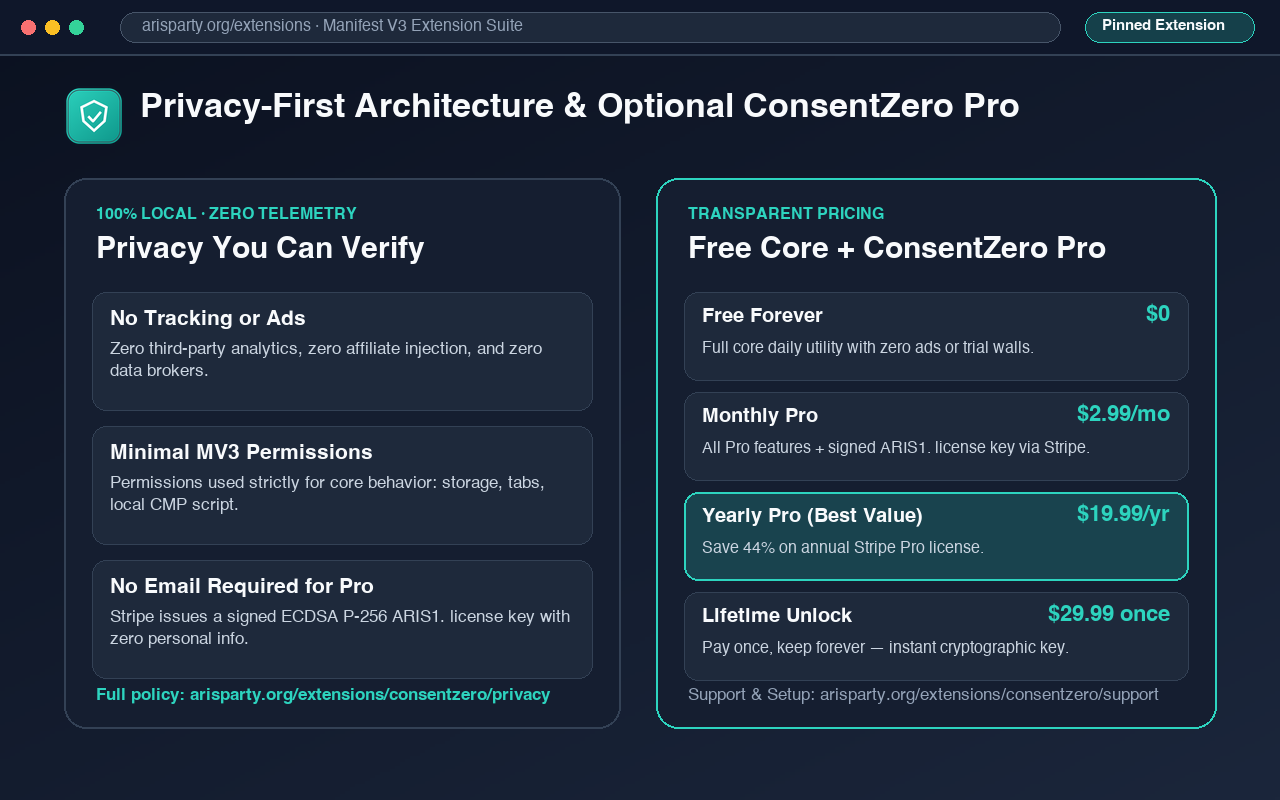 arisparty.org/extensions · Manifest V3 Extension Suite
Pinned Extension
Privacy-First Architecture & Optional ConsentZero Pro
100% LOCAL · ZERO TELEMETRY
Privacy You Can Verify
No Tracking or Ads
Zero third-party analytics, zero affiliate injection, and zero
data brokers.
Minimal MV3 Permissions
Permissions used strictly for core behavior: storage, tabs,
local CMP script.
No Email Required for Pro
Stripe issues a signed ECDSA P-256 ARIS1. license key with
zero personal info.
Full policy: arisparty.org/extensions/consentzero/privacy
TRANSPARENT PRICING
Free Core + ConsentZero Pro
Free Forever
$0
Full core daily utility with zero ads or trial walls.
Monthly Pro
$2.99/mo
All Pro features + signed ARIS1. license key via Stripe.
Yearly Pro (Best Value)
$19.99/yr
Save 44% on annual Stripe Pro license.
Lifetime Unlock
$29.99 once
Pay once, keep forever — instant cryptographic key.
Support & Setup: arisparty.org/extensions/consentzero/support